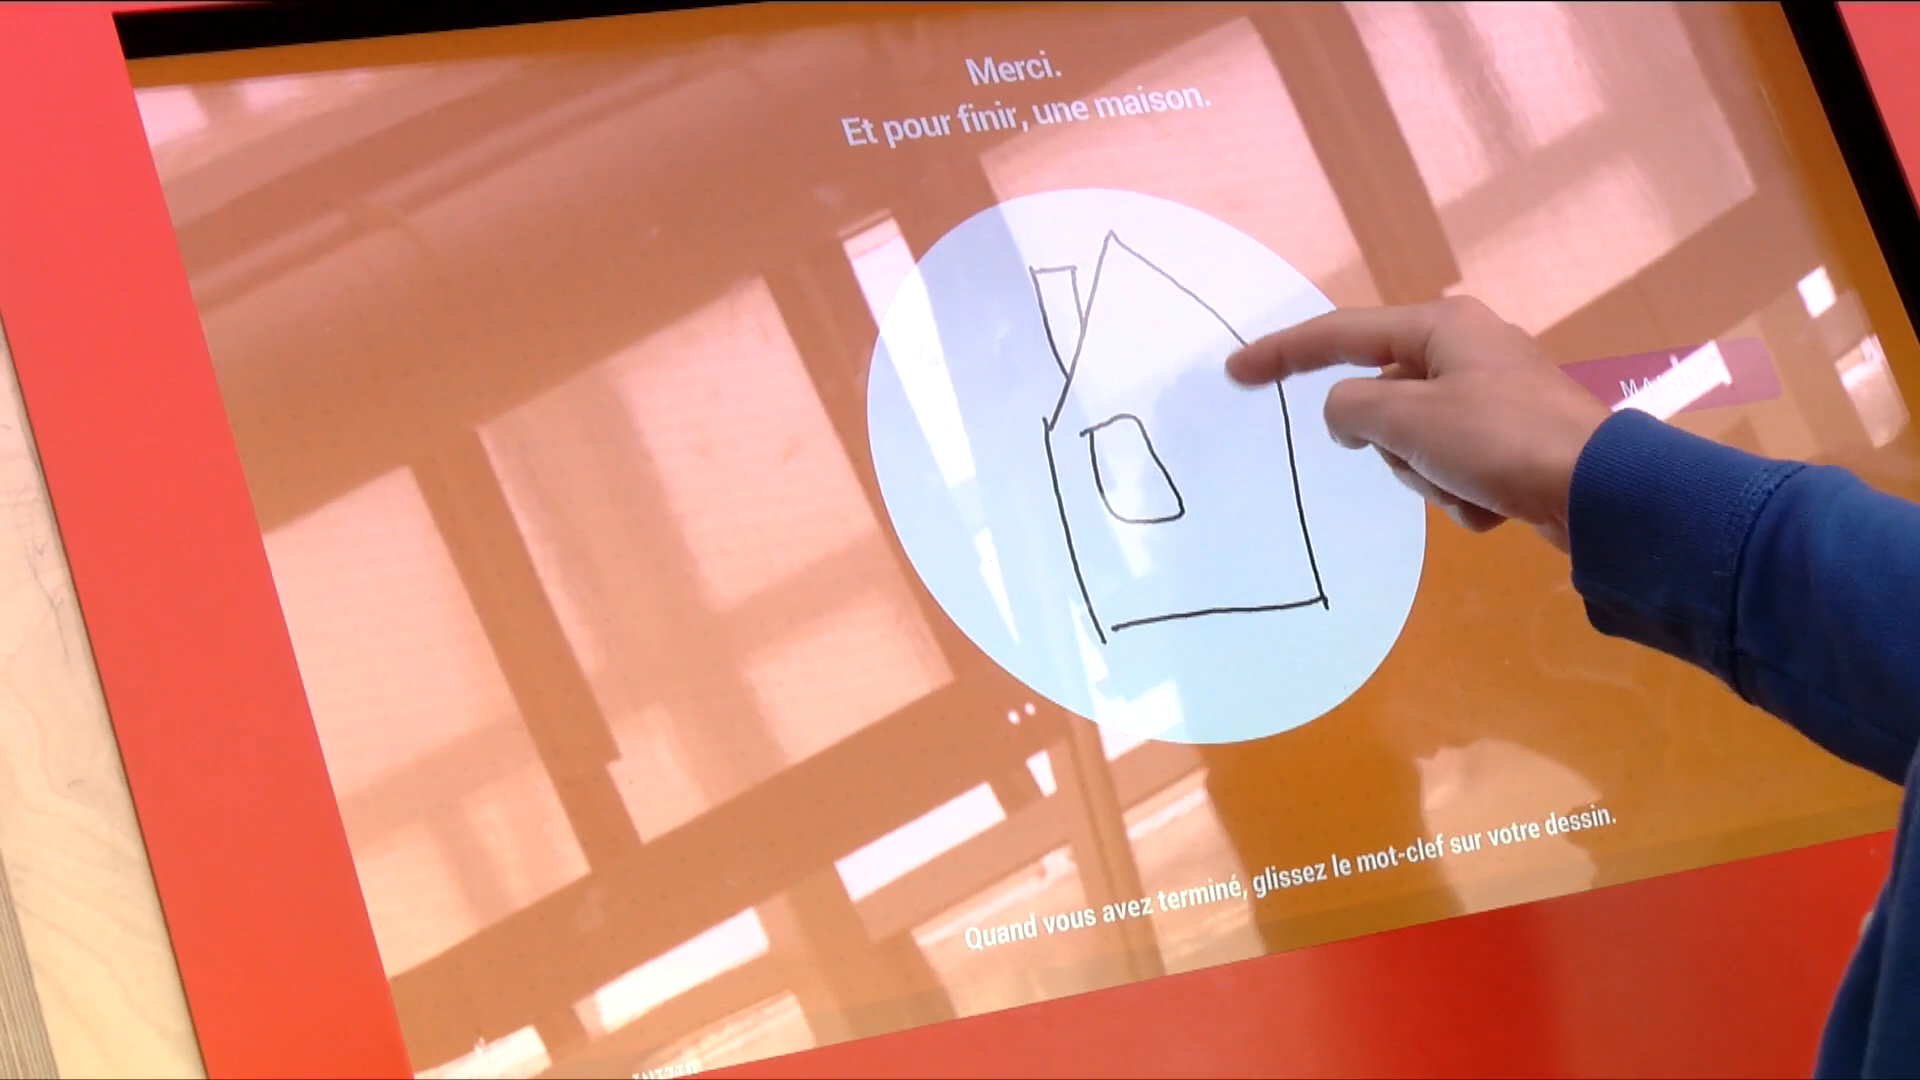 Merci.
Et pour finir, une maison.
Quand vous avez terminé, glissez le mot-clef sur votre dessin.